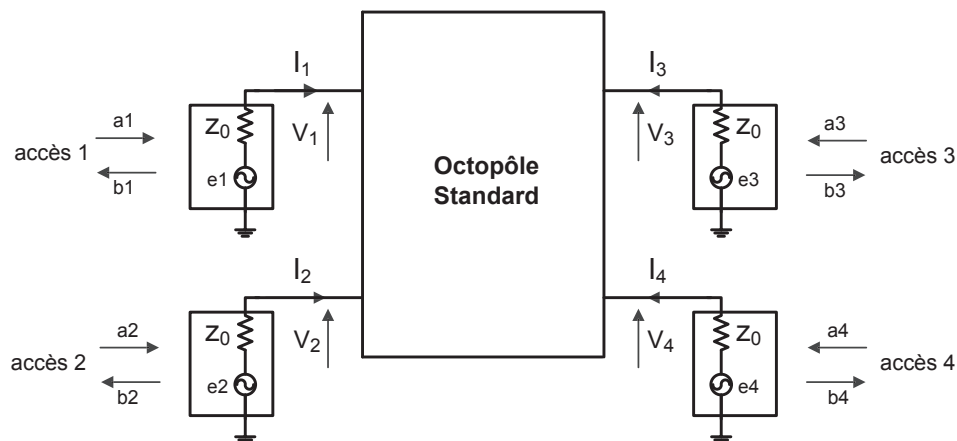 I1
I3
a1
Z0
V1
V3
Z0
a3
accès 1
Octopôle
Standard
accès 3
b1
e1
e3
b3
I2
I4
a2
Z0
V2
V4
Z0
a4
accès 2
accès 4
b2
e2
e4
b4